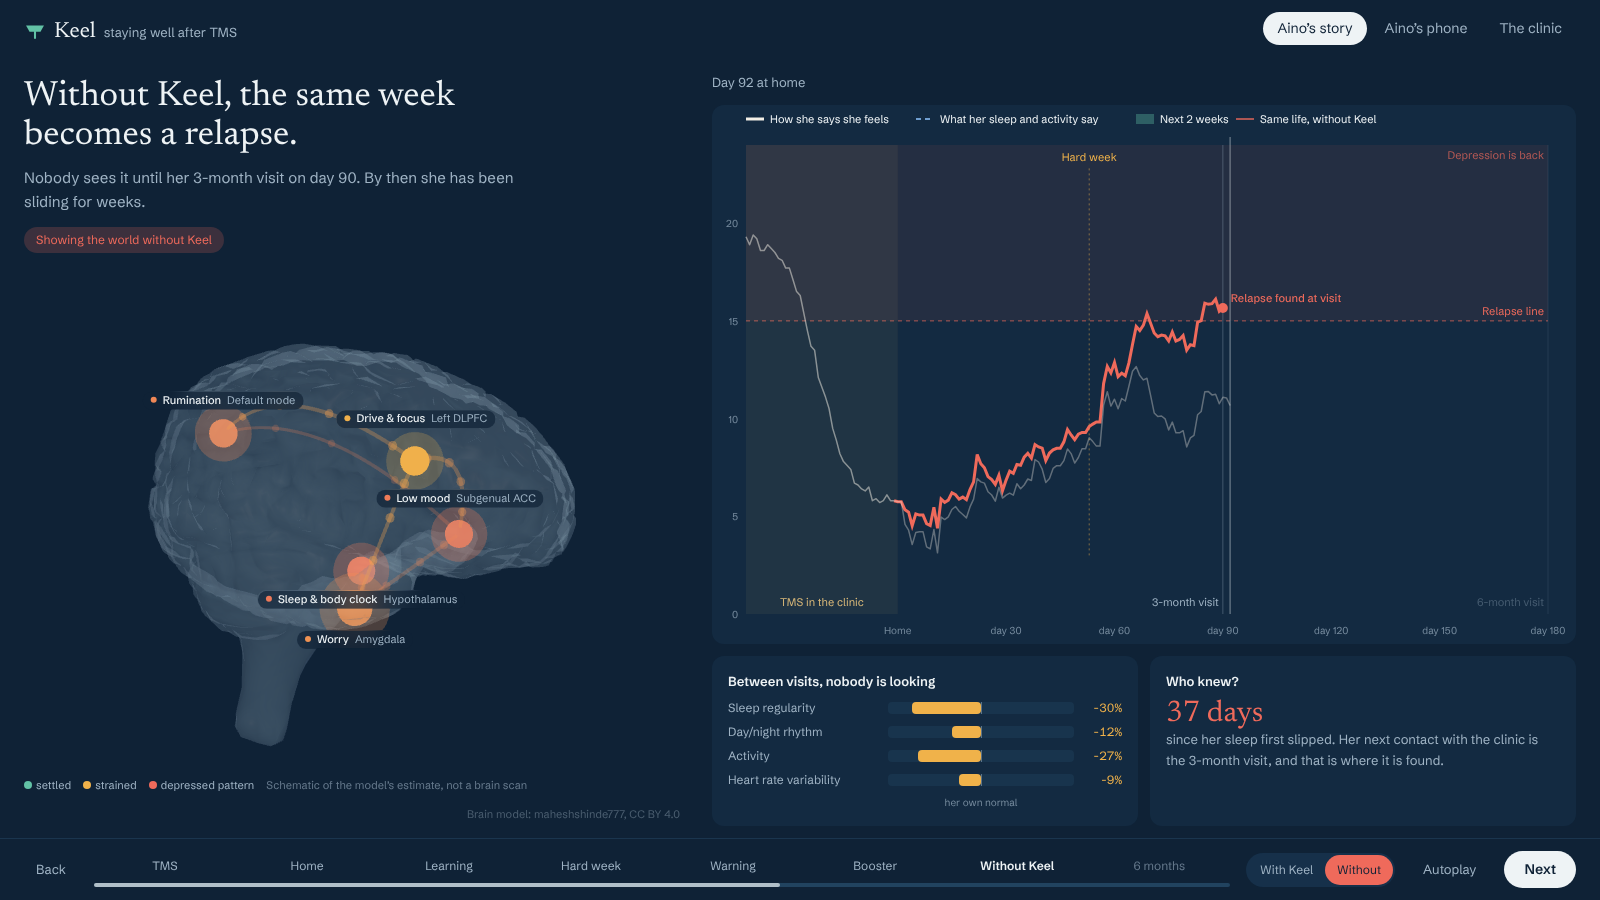 Keel staying well after TMS
Aino's story
Aino's phone
The clinic
Without Keel, the same week
becomes a relapse.
Nobody sees it until her 3-month visit on day 90. By then she has been
sliding for weeks.
Showing the world without Keel
Rumination Default mode
Drive & focus Left DLPFC
Low mood Subgenual ACC
Sleep & body clock Hypothalamus
Worry Amygdala
settled
strained
depressed pattern
Schematic of the model's estimate, not a brain scan
Brain model: maheshshinde777, CC BY 4.0
Day 92 at home
How she says she feels
What her sleep and activity say
Next 2 weeks
Same life, without Keel
Hard week
Depression is back
20
Relapse found at visit
Relapse line
15
10
5
TMS in the clinic
3-month visit
6-month visit
0
Home
day 30
day 60
day 90
day 120
day 150
day 180
Between visits, nobody is looking
Sleep regularity -30%
Day/night rhythm -12%
Activity -27%
Heart rate variability -9%
her own normal
Who knew?
37 days
since her sleep first slipped. Her next contact with the clinic is
the 3-month visit, and that is where it is found.
Back
TMS
Home
Learning
Hard week
Warning
Booster
Without Keel
6 months
With Keel
Without
Autoplay
Next